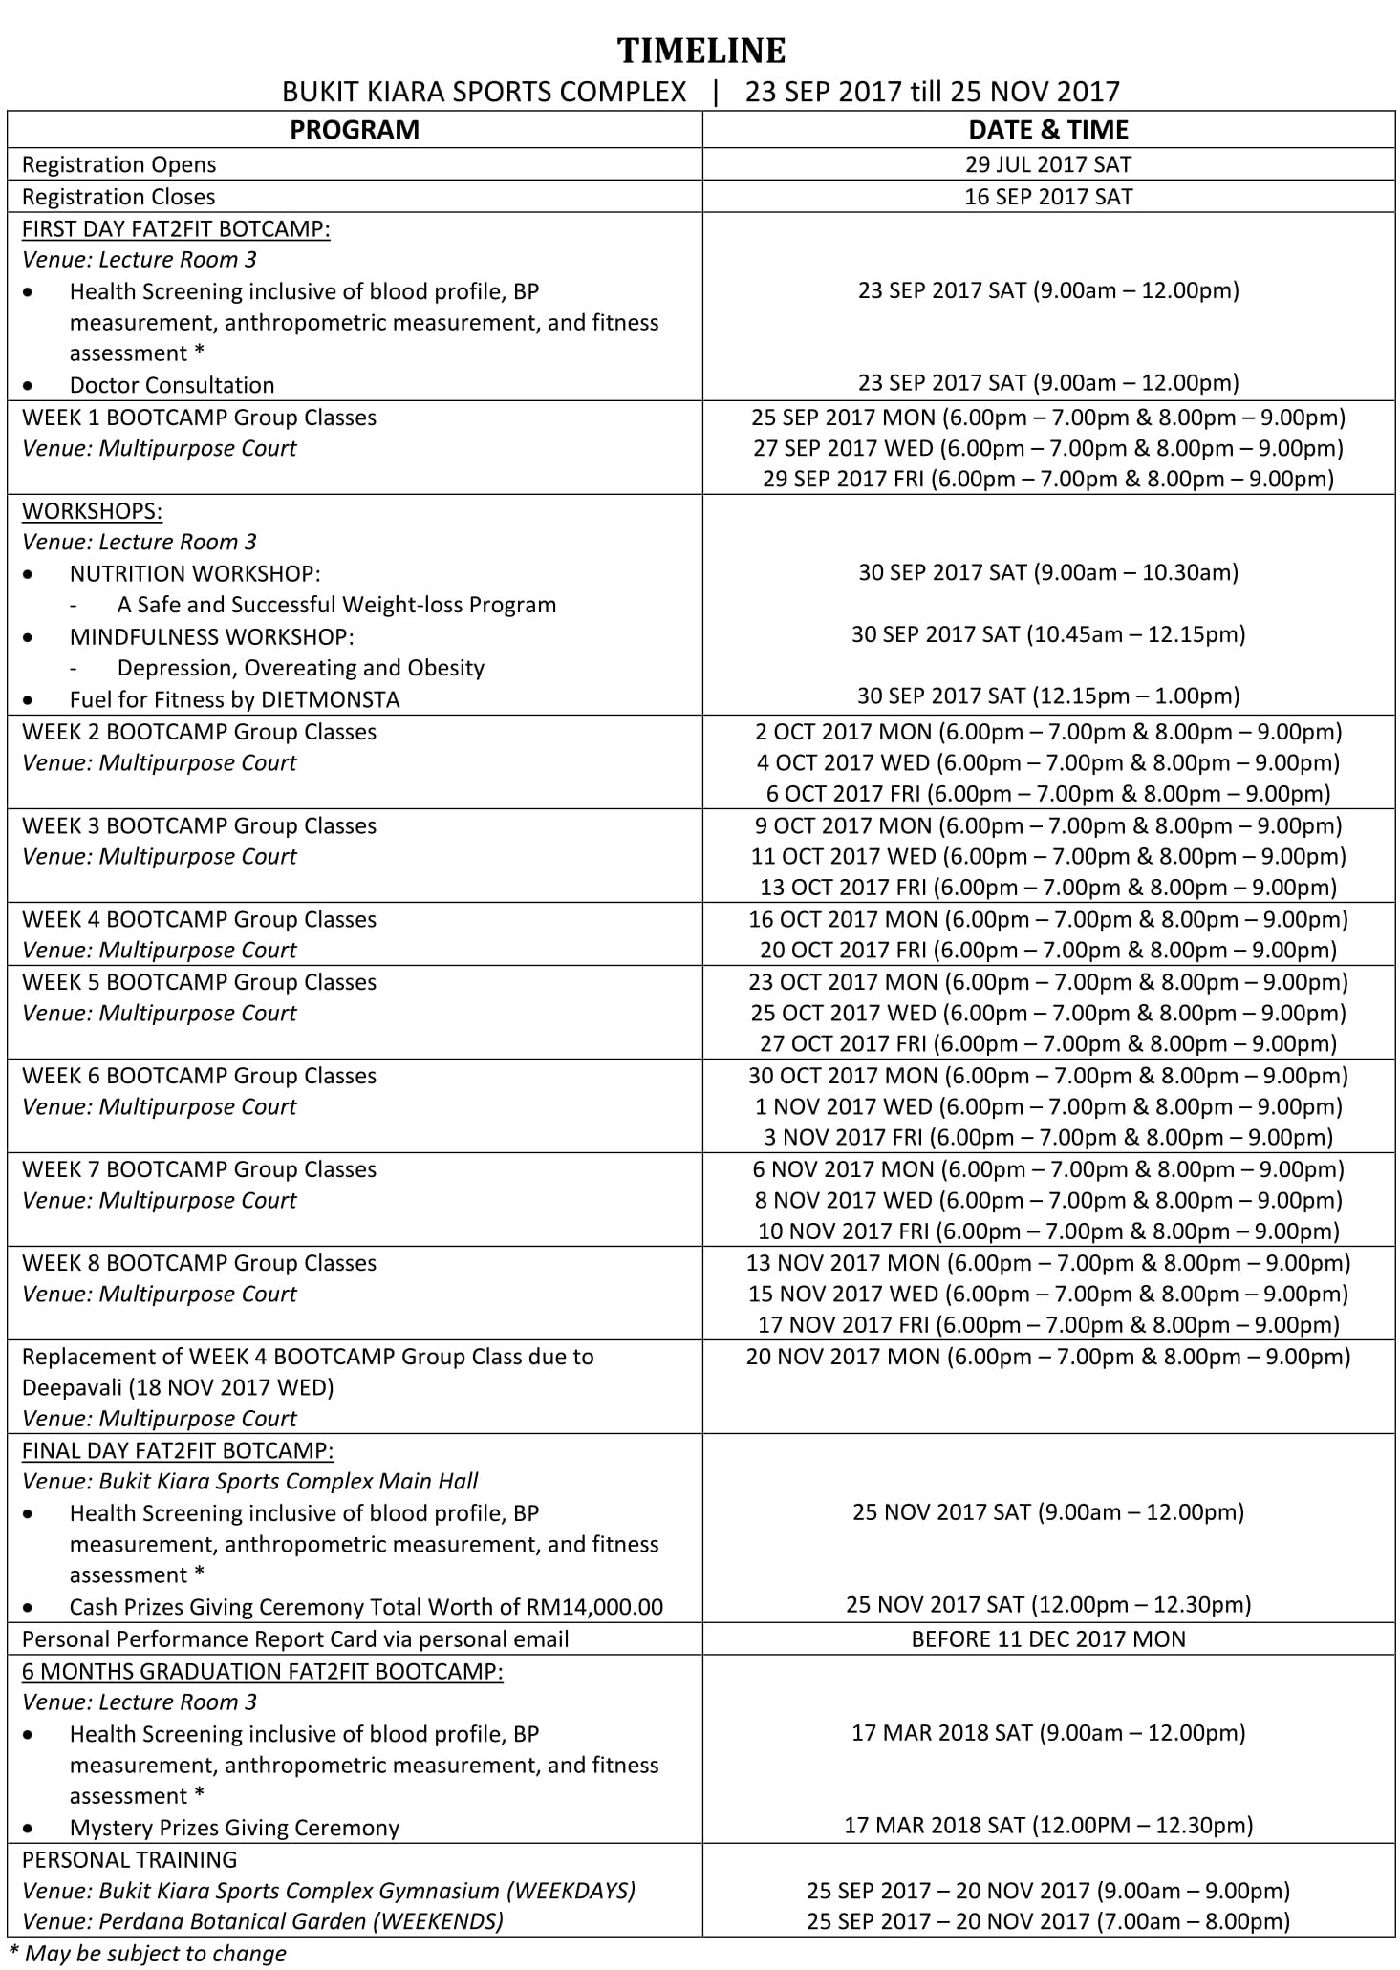 TIMELINE
BUKIT KIARA SPORTS COMPLEX | 23 SEP 2017 till 25 NOV 2017
PROGRAM DATE & TIME
Registration Opens 29 JUL 2017 SAT
Registration Closes 16 SEP 2017 SAT
FIRST DAY FAT2FIT BOTCAMP:
Venue: Lecture Room 3
• Health Screening inclusive of blood profile, BP 23 SEP 2017 SAT (9.00am – 12.00pm)
measurement, anthropometric measurement, and fitness
assessment *
• Doctor Consultation 23 SEP 2017 SAT (9.00am – 12.00pm)
WEEK 1 BOOTCAMP Group Classes 25 SEP 2017 MON (6.00pm – 7.00pm & 8.00pm – 9.00pm)
Venue: Multipurpose Court 27 SEP 2017 WED (6.00pm – 7.00pm & 8.00pm – 9.00pm)
29 SEP 2017 FRI (6.00pm – 7.00pm & 8.00pm – 9.00pm)
WORKSHOPS:
Venue: Lecture Room 3
• NUTRITION WORKSHOP: 30 SEP 2017 SAT (9.00am – 10.30am)
- A Safe and Successful Weight-loss Program
• MINDFULNESS WORKSHOP: 30 SEP 2017 SAT (10.45am – 12.15pm)
- Depression, Overeating and Obesity
• Fuel for Fitness by DIETMONSTA 30 SEP 2017 SAT (12.15pm – 1.00pm)
WEEK 2 BOOTCAMP Group Classes 2 OCT 2017 MON (6.00pm – 7.00pm & 8.00pm – 9.00pm)
Venue: Multipurpose Court 4 OCT 2017 WED (6.00pm – 7.00pm & 8.00pm – 9.00pm)
6 OCT 2017 FRI (6.00pm – 7.00pm & 8.00pm – 9.00pm)
WEEK 3 BOOTCAMP Group Classes 9 OCT 2017 MON (6.00pm – 7.00pm & 8.00pm – 9.00pm)
Venue: Multipurpose Court 11 OCT 2017 WED (6.00pm – 7.00pm & 8.00pm – 9.00pm)
13 OCT 2017 FRI (6.00pm – 7.00pm & 8.00pm – 9.00pm)
WEEK 4 BOOTCAMP Group Classes 16 OCT 2017 MON (6.00pm – 7.00pm & 8.00pm – 9.00pm)
Venue: Multipurpose Court 20 OCT 2017 FRI (6.00pm – 7.00pm & 8.00pm – 9.00pm)
WEEK 5 BOOTCAMP Group Classes 23 OCT 2017 MON (6.00pm – 7.00pm & 8.00pm – 9.00pm)
Venue: Multipurpose Court 25 OCT 2017 WED (6.00pm – 7.00pm & 8.00pm – 9.00pm)
27 OCT 2017 FRI (6.00pm – 7.00pm & 8.00pm – 9.00pm)
WEEK 6 BOOTCAMP Group Classes 30 OCT 2017 MON (6.00pm – 7.00pm & 8.00pm – 9.00pm)
Venue: Multipurpose Court 1 NOV 2017 WED (6.00pm – 7.00pm & 8.00pm – 9.00pm)
3 NOV 2017 FRI (6.00pm – 7.00pm & 8.00pm – 9.00pm)
WEEK 7 BOOTCAMP Group Classes 6 NOV 2017 MON (6.00pm – 7.00pm & 8.00pm – 9.00pm)
Venue: Multipurpose Court 8 NOV 2017 WED (6.00pm – 7.00pm & 8.00pm – 9.00pm)
10 NOV 2017 FRI (6.00pm – 7.00pm & 8.00pm – 9.00pm)
WEEK 8 BOOTCAMP Group Classes 13 NOV 2017 MON (6.00pm – 7.00pm & 8.00pm – 9.00pm)
Venue: Multipurpose Court 15 NOV 2017 WED (6.00pm – 7.00pm & 8.00pm – 9.00pm)
17 NOV 2017 FRI (6.00pm – 7.00pm & 8.00pm – 9.00pm)
Replacement of WEEK 4 BOOTCAMP Group Class due to 20 NOV 2017 MON (6.00pm – 7.00pm & 8.00pm – 9.00pm)
Deepavali (18 NOV 2017 WED)
Venue: Multipurpose Court
FINAL DAY FAT2FIT BOTCAMP:
Venue: Bukit Kiara Sports Complex Main Hall
• Health Screening inclusive of blood profile, BP 25 NOV 2017 SAT (9.00am – 12.00pm)
measurement, anthropometric measurement, and fitness
assessment *
• Cash Prizes Giving Ceremony Total Worth of RM14,000.00 25 NOV 2017 SAT (12.00pm – 12.30pm)
Personal Performance Report Card via personal email BEFORE 11 DEC 2017 MON
6 MONTHS GRADUATION FAT2FIT BOOTCAMP:
Venue: Lecture Room 3
• Health Screening inclusive of blood profile, BP 17 MAR 2018 SAT (9.00am – 12.00pm)
measurement, anthropometric measurement, and fitness
assessment *
• Mystery Prizes Giving Ceremony 17 MAR 2018 SAT (12.00PM – 12.30pm)
PERSONAL TRAINING
Venue: Bukit Kiara Sports Complex Gymnasium (WEEKDAYS) 25 SEP 2017 – 20 NOV 2017 (9.00am – 9.00pm)
Venue: Perdana Botanical Garden (WEEKENDS) 25 SEP 2017 – 20 NOV 2017 (7.00am – 8.00pm)
* May be subject to change